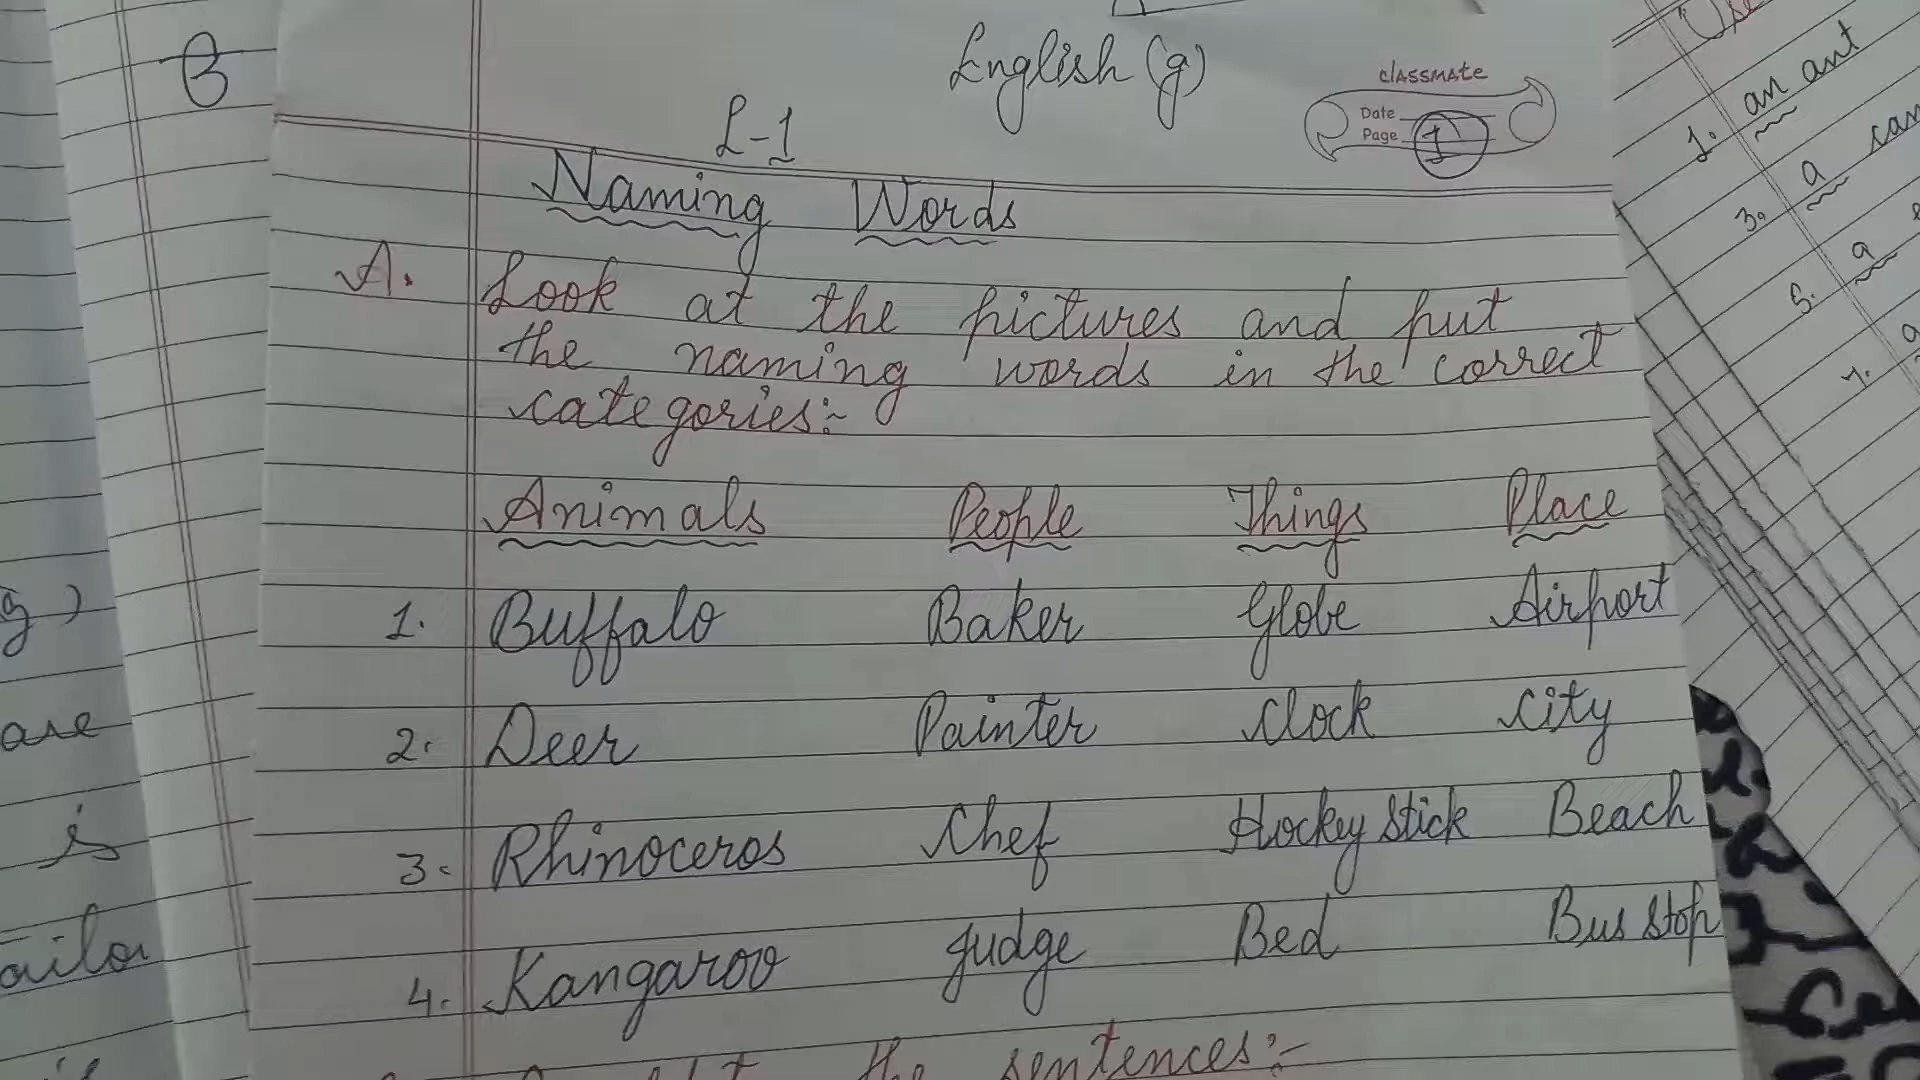 B
English (g)
classmate
Date
Page 1
L-1
Naming Words
A. Look at the pictures and put
the naming words in the correct
categories:-
Animals People Things Place
1. Buffalo Baker Globe Airport
2. Deer Painter Clock City
3. Rhinoceros Chef Hockey Stick Beach
4. Kangaroo Judge Bed Bus Stop
the sentences:-
are
is
1. an ant
3. a
5. a
7.